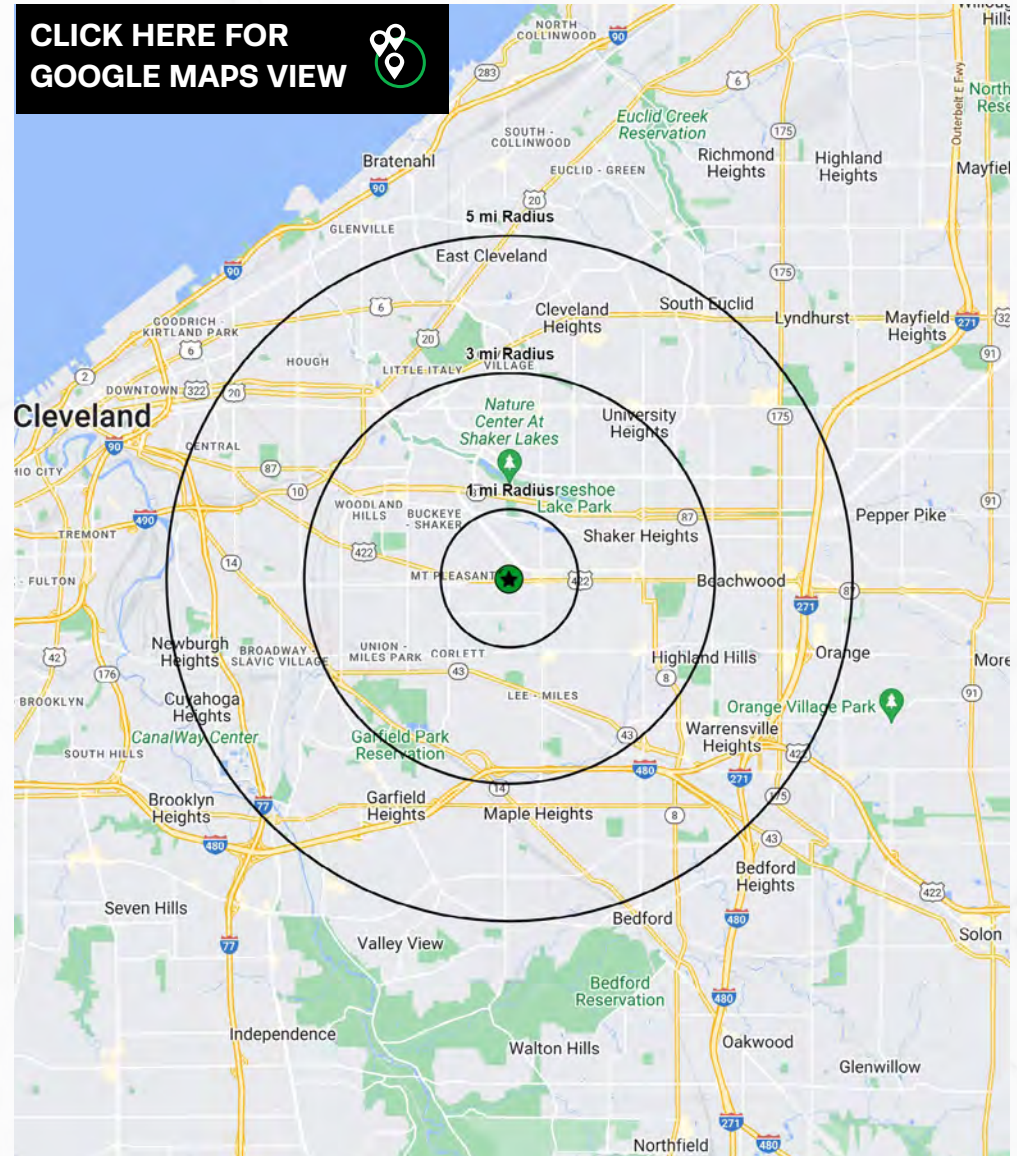 CLICK HERE FOR
GOOGLE MAPS VIEW
NORTH
COLLINWOOD
90
Hills
283
6
Outerbelt E Fwy
North
Euclid Creek
Reservation
175
SOUTH -
COLLINWOOD
Bratenahl
Richmond
Heights
Highland
Heights
EUCLID - GREEN
90
20
5 mi Radius
GLENVILLE
East Cleveland
90
175
6
Cleveland
Heights
South Euclid
Lyndhurst
Mayfield
Heights
271
GOODRICH -
KIRTLAND PARK
6
20
91
HOUGH
3 mi Radius
VILLAGE
LITTLE ITALY
2
DOWNTOWN
322
20
Cleveland
Nature
Center At
Shaker Lakes
University
Heights
175
90
CENTRAL
87
10
1 mi Radius
rseshoe
Lake Park
WOODLAND
HILLS
BUCKEYE
- SHAKER
87
91
Pepper Pike
490
TREMONT
Shaker Heights
422
14
MT PLEASANT
422
Beachwood
87
- FULTON
271
Newburgh
Heights
BROADWAY -
SLAVIC VILLAGE
UNION -
MILES PARK
CORLETT
42
43
Highland Hills
Orange
More
176
8
91
BROOKLYN
Cuyahoga
Heights
LEE - MILES
Orange Village Park
CanalWay Center
Garfield Park
Reservation
43
Warrensville
Heights
SOUTH HILLS
422
480
271
14
175
Brooklyn
Heights
77
Garfield
Heights
Maple Heights
8
480
43
Bedford
Heights
422
Seven Hills
Bedford
480
Solon
77
Valley View
Bedford
Reservation
480
Independence
Walton Hills
Oakwood
Glenwillow
271
Northfield
480